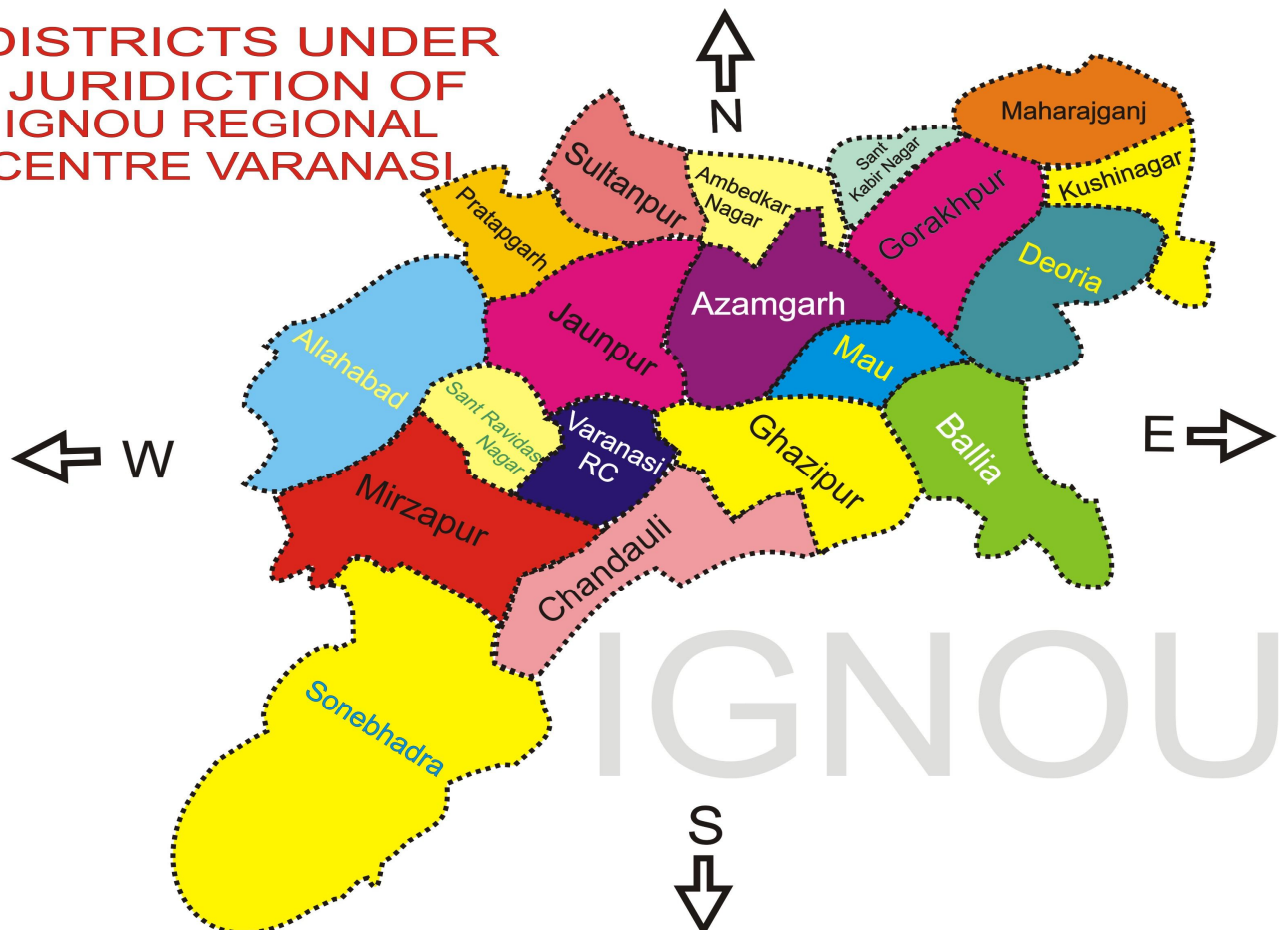 DISTRICTS UNDER
JURIDICTION OF
IGNOU REGIONAL
CENTRE VARANASI
N
Maharajganj
Sant
Kabir Nagar
Kushinagar
Sultanpur
Ambedkar
Nagar
Pratapgarh
Gorakhpur
Deoria
Azamgarh
Jaunpur
Mau
Allahabad
Sant Ravidas
Nagar
Varanasi
RC
Ghazipur
Ballia
W
E
Mirzapur
Chandauli
Sonebhadra
IGNOU
S